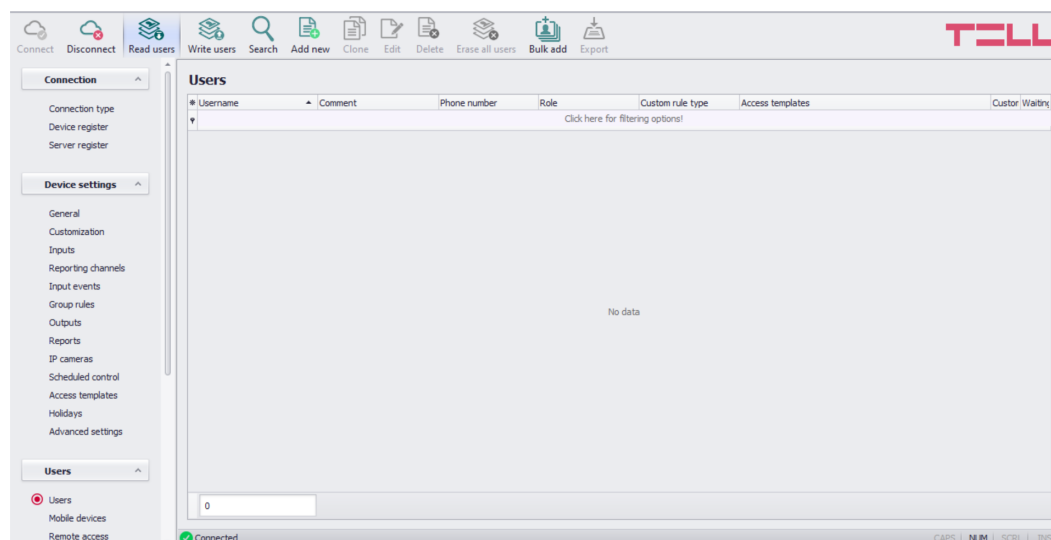 Connect Disconnect Read users Write users Search Add new Clone Edit Delete Erase all users Bulk add Export
TELL
Connection
Connection type
Device register
Server register
Device settings
General
Customization
Inputs
Reporting channels
Input events
Group rules
Outputs
Reports
IP cameras
Scheduled control
Access templates
Holidays
Advanced settings
Users
Users
Mobile devices
Remote access
Users
Username Comment Phone number Role Custom rule type Access templates Custor Waiting
Click here for filtering options!
No data
0
Connected CAPS NUM SCRL INS